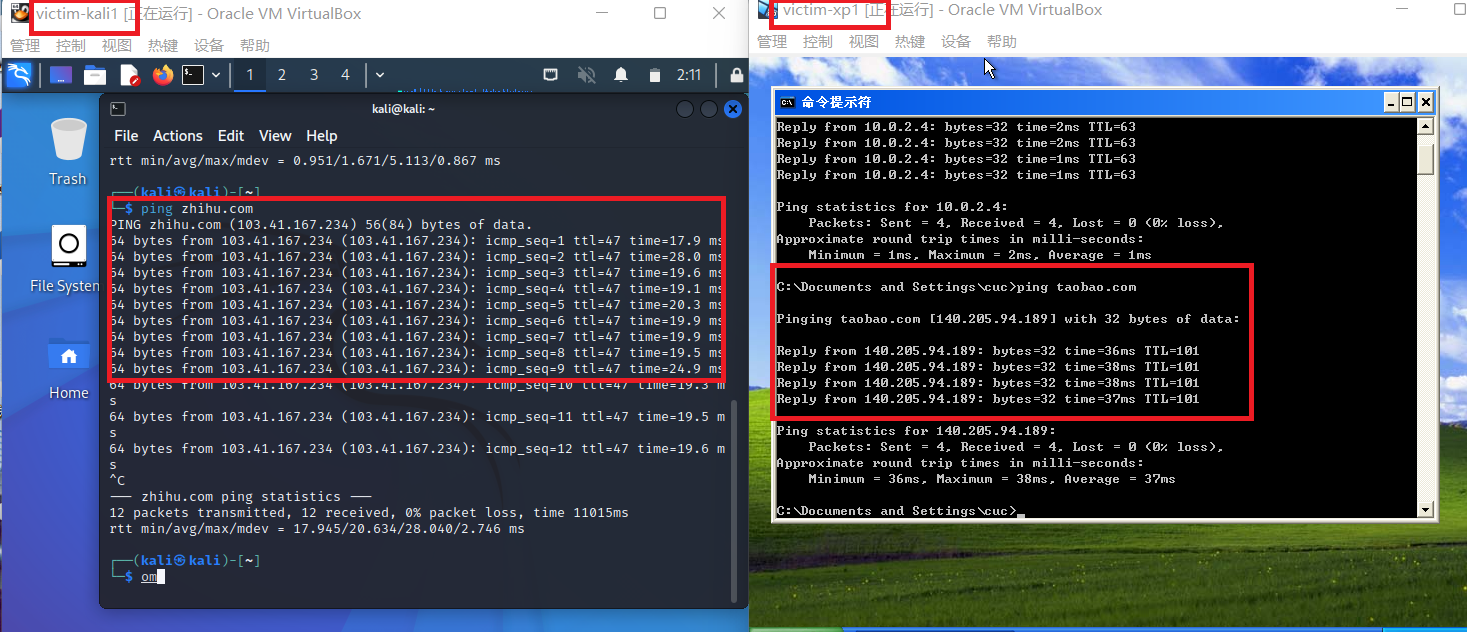 victim-kali1 [正在运行] - Oracle VM VirtualBox
管理 控制 视图 热键 设备 帮助
1 2 3 4 2:11
kali@kali: ~
File Actions Edit View Help
rtt min/avg/max/mdev = 0.951/1.671/5.113/0.867 ms
┌──(kali㉿kali)-[~]
└─$ ping zhihu.com
PING zhihu.com (103.41.167.234) 56(84) bytes of data.
64 bytes from 103.41.167.234 (103.41.167.234): icmp_seq=1 ttl=47 time=17.9 ms
64 bytes from 103.41.167.234 (103.41.167.234): icmp_seq=2 ttl=47 time=28.0 ms
64 bytes from 103.41.167.234 (103.41.167.234): icmp_seq=3 ttl=47 time=19.6 ms
64 bytes from 103.41.167.234 (103.41.167.234): icmp_seq=4 ttl=47 time=19.1 ms
64 bytes from 103.41.167.234 (103.41.167.234): icmp_seq=5 ttl=47 time=20.3 ms
64 bytes from 103.41.167.234 (103.41.167.234): icmp_seq=6 ttl=47 time=19.9 ms
64 bytes from 103.41.167.234 (103.41.167.234): icmp_seq=7 ttl=47 time=19.9 ms
64 bytes from 103.41.167.234 (103.41.167.234): icmp_seq=8 ttl=47 time=19.5 ms
64 bytes from 103.41.167.234 (103.41.167.234): icmp_seq=9 ttl=47 time=24.9 ms
64 bytes from 103.41.167.234 (103.41.167.234): icmp_seq=10 ttl=47 time=19.3 m
s
64 bytes from 103.41.167.234 (103.41.167.234): icmp_seq=11 ttl=47 time=19.5 m
s
64 bytes from 103.41.167.234 (103.41.167.234): icmp_seq=12 ttl=47 time=19.6 m
s
^C
─── zhihu.com ping statistics ───
12 packets transmitted, 12 received, 0% packet loss, time 11015ms
rtt min/avg/max/mdev = 17.945/20.634/28.040/2.746 ms
┌──(kali㉿kali)-[~]
└─$ om
Trash
File System
Home
victim-xp1 [正在运行] - Oracle VM VirtualBox
管理 控制 视图 热键 设备 帮助
命令提示符
Reply from 10.0.2.4: bytes=32 time=2ms TTL=63
Reply from 10.0.2.4: bytes=32 time=2ms TTL=63
Reply from 10.0.2.4: bytes=32 time=1ms TTL=63
Reply from 10.0.2.4: bytes=32 time=1ms TTL=63
Ping statistics for 10.0.2.4:
Packets: Sent = 4, Received = 4, Lost = 0 (0% loss),
Approximate round trip times in milli-seconds:
Minimum = 1ms, Maximum = 2ms, Average = 1ms
C:\Documents and Settings\cuc>ping taobao.com
Pinging taobao.com [140.205.94.189] with 32 bytes of data:
Reply from 140.205.94.189: bytes=32 time=36ms TTL=101
Reply from 140.205.94.189: bytes=32 time=38ms TTL=101
Reply from 140.205.94.189: bytes=32 time=38ms TTL=101
Reply from 140.205.94.189: bytes=32 time=37ms TTL=101
Ping statistics for 140.205.94.189:
Packets: Sent = 4, Received = 4, Lost = 0 (0% loss),
Approximate round trip times in milli-seconds:
Minimum = 36ms, Maximum = 38ms, Average = 37ms
C:\Documents and Settings\cuc>